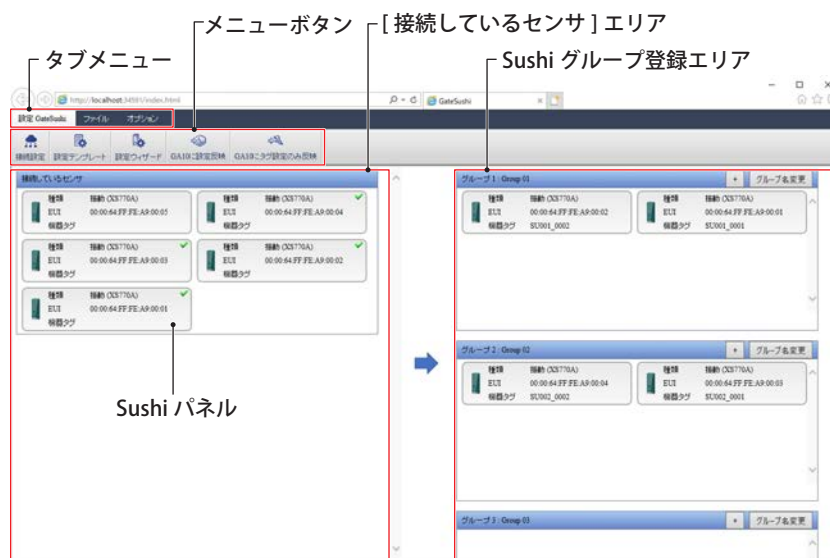 メニューボタン
[ 接続しているセンサ ] エリア
タブメニュー
Sushi グループ登録エリア
http://localhost:34591/index.html
GateSushi
設定 GateSushi ファイル オプション
接続設定 設定テンプレート 設定ウィザード GA10に設定反映 GA10にタグ設定のみ反映
接続しているセンサ
種類 振動 (XS770A)
EUI 00:00:64:FF:FE:A9:00:05
機器タグ
種類 振動 (XS770A)
EUI 00:00:64:FF:FE:A9:00:04
機器タグ
種類 振動 (XS770A)
EUI 00:00:64:FF:FE:A9:00:03
機器タグ
種類 振動 (XS770A)
EUI 00:00:64:FF:FE:A9:00:02
機器タグ
種類 振動 (XS770A)
EUI 00:00:64:FF:FE:A9:00:01
機器タグ
Sushi パネル
グループ 1 : Group 01 + グループ名変更
種類 振動 (XS770A)
EUI 00:00:64:FF:FE:A9:00:02
機器タグ SU001_0002
種類 振動 (XS770A)
EUI 00:00:64:FF:FE:A9:00:01
機器タグ SU001_0001
グループ 2 : Group 02 + グループ名変更
種類 振動 (XS770A)
EUI 00:00:64:FF:FE:A9:00:04
機器タグ SU002_0002
種類 振動 (XS770A)
EUI 00:00:64:FF:FE:A9:00:03
機器タグ SU002_0001
グループ 3 : Group 03 + グループ名変更